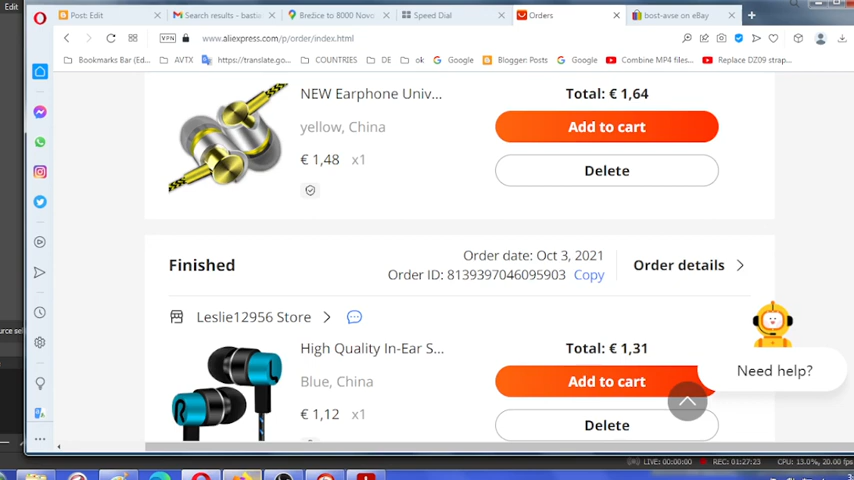 Edit
Post: Edit
Search results - bastie
Brežice to 8000 Novo
Speed Dial
Orders
bost-avse on eBay
VPN
www.aliexpress.com/p/order/index.html
Bookmarks Bar (Ed...
AVTX
https://translate.go...
COUNTRIES
DE
ok
Google
Blogger: Posts
Google
Combine MP4 files...
Replace DZ09 strap...
NEW Earphone Univ...
Total: € 1,64
yellow, China
Add to cart
€ 1,48 x1
Delete
Finished
Order date: Oct 3, 2021
Order ID: 8139397046095903 Copy
Order details
Leslie12956 Store
High Quality In-Ear S...
Total: € 1,31
Blue, China
Add to cart
€ 1,12 x1
Delete
Need help?
R
L
LIVE: 00:00:00
REC: 01:27:23
CPU: 13.0%, 20.00 fps